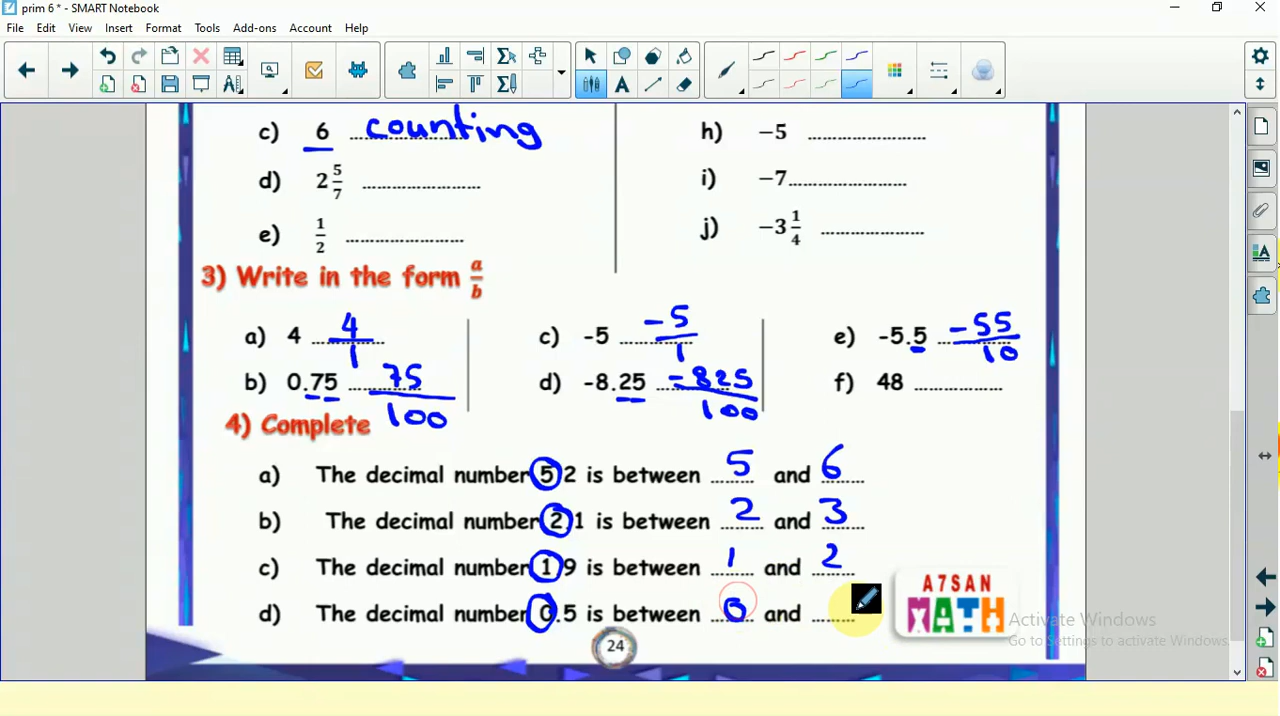 prim 6 * - SMART Notebook
File Edit View Insert Format Tools Add-ons Account Help
c) 6 counting
h) −5 ........................
d) 2 5/7 ........................
i) −7........................
e) 1/2 ........................
j) −3 1/4 ........................
3) Write in the form a/b
a) 4 4/1
c) -5 -5/1
e) -5.5 -55/10
b) 0.75 75/100
d) -8.25 -825/100
f) 48 ........................
4) Complete
a) The decimal number 5.2 is between 5 and 6
b) The decimal number 2.1 is between 2 and 3
c) The decimal number 1.9 is between 1 and 2
d) The decimal number 0.5 is between 0 and ........
24
A7SAN
MATH
Activate Windows
Go to Settings to activate Windows.